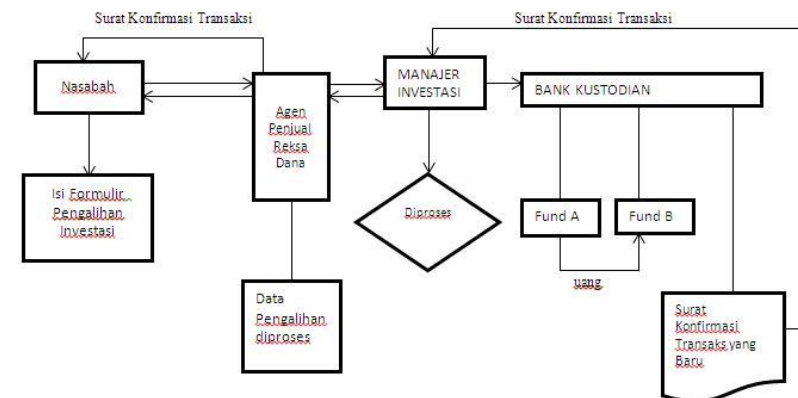 Surat Konfirmasi Transaksi
Surat Konfirmasi Transaksi
Nasabah
Agen
Penjual
Reksa
Dana
MANAJER
INVESTASI
BANK KUSTODIAN
Isi Formulir
Pengalihan
Investasi
Diproses
Fund A
Fund B
uang
Data
Pengalihan
diproses
Surat
Konfirmasi
Transaks yang
Baru